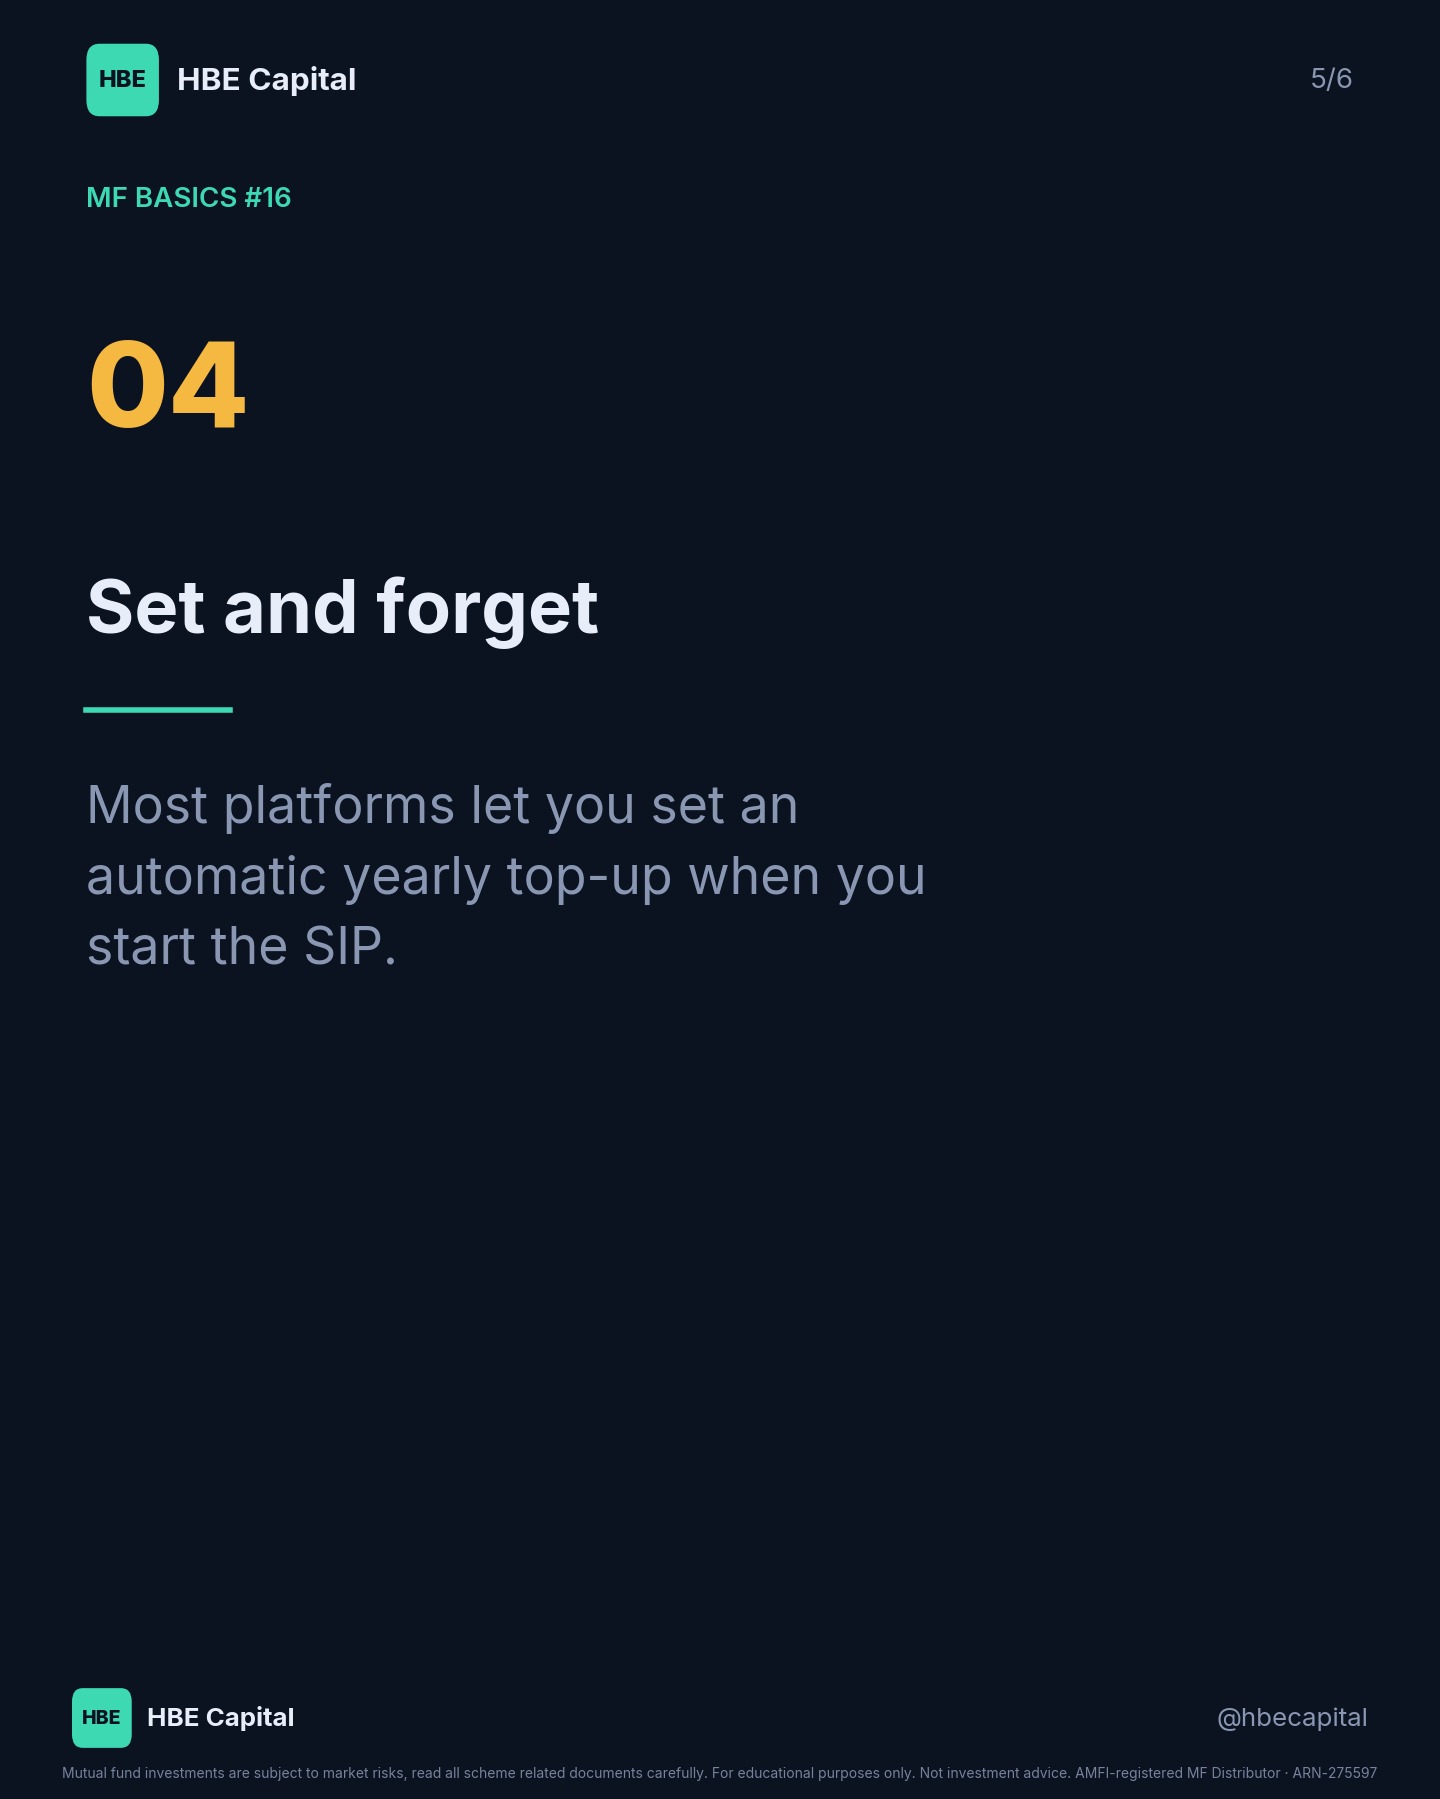 HBE
HBE Capital
5/6
MF BASICS #16
04
Set and forget
Most platforms let you set an
automatic yearly top-up when you
start the SIP.
HBE
HBE Capital
@hbecapital
Mutual fund investments are subject to market risks, read all scheme related documents carefully. For educational purposes only. Not investment advice. AMFI-registered MF Distributor · ARN-275597